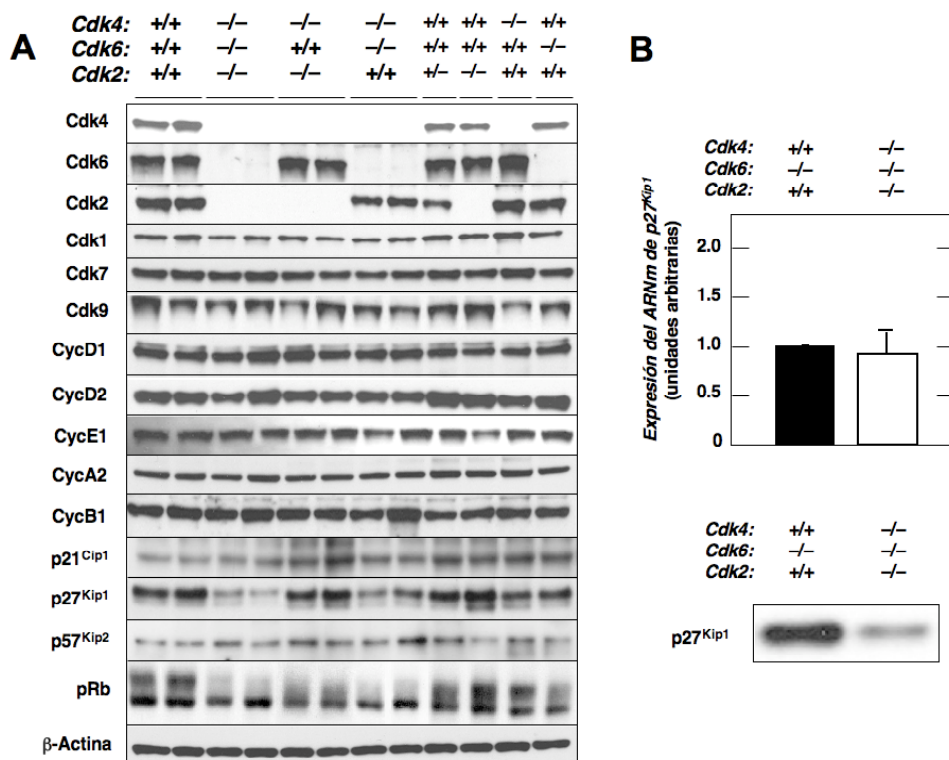 A
Cdk4: +/+ –/– –/– –/– +/+ +/+ –/– +/+
Cdk6: +/+ –/– +/+ –/– +/+ +/+ +/+ –/–
Cdk2: +/+ –/– –/– +/+ +/– –/– +/+ +/+
Cdk4
Cdk6
Cdk2
Cdk1
Cdk7
Cdk9
CycD1
CycD2
CycE1
CycA2
CycB1
p21Cip1
p27Kip1
p57Kip2
pRb
β-Actina
B
Cdk4: +/+ –/–
Cdk6: –/– –/–
Cdk2: +/+ –/–
Expresión del ARNm de p27Kip1
(unidades arbitrarias)
2.0
1.5
1.0
0.5
0
Cdk4: +/+ –/–
Cdk6: –/– –/–
Cdk2: +/+ –/–
p27Kip1